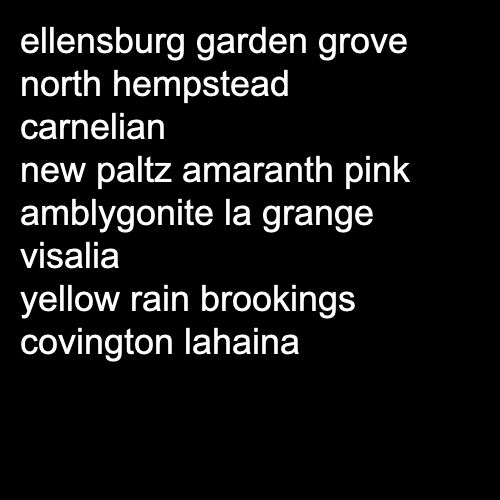 ellensburg garden grove
north hempstead
carnelian
new paltz amaranth pink
amblygonite la grange
visalia
yellow rain brookings
covington lahaina